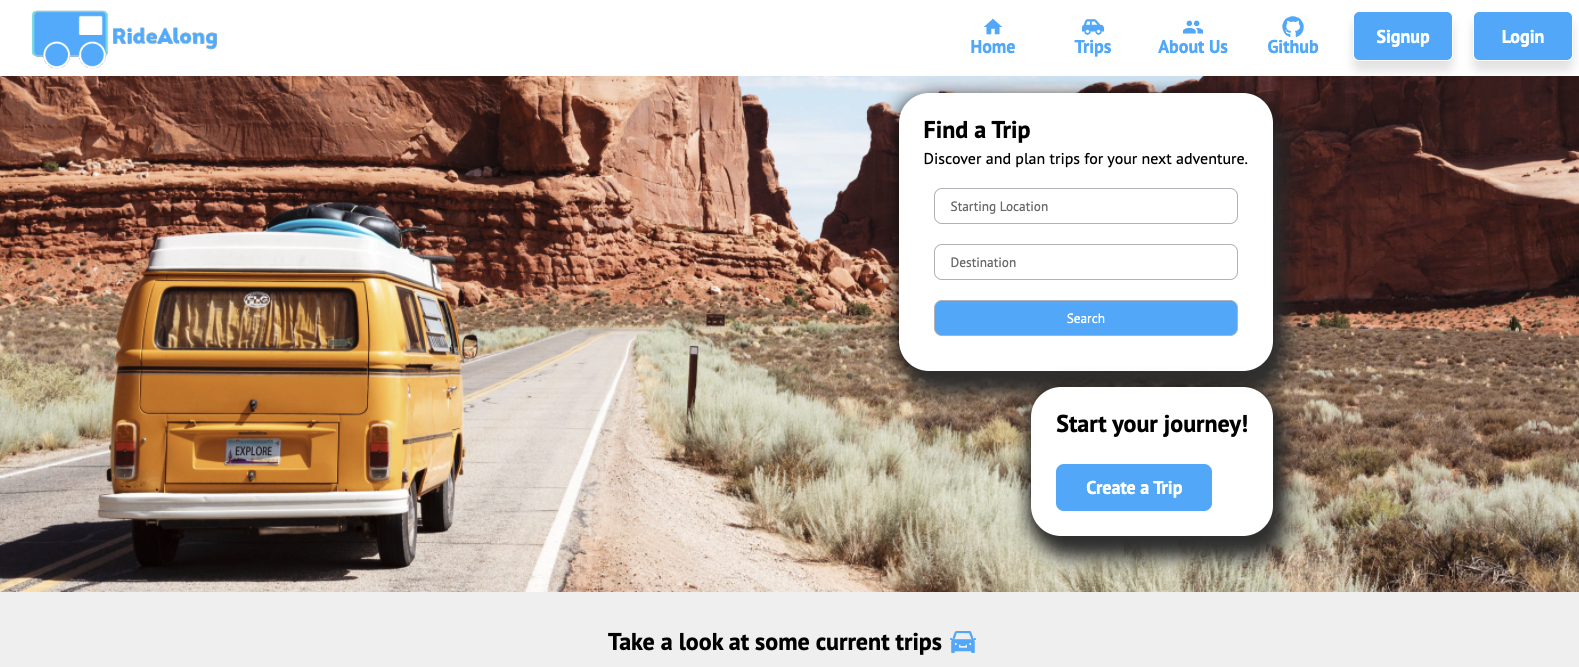 RideAlong
Home
Trips
About Us
Github
Signup
Login
Find a Trip
Discover and plan trips for your next adventure.
Starting Location
Destination
Search
EXPLORE
Start your journey!
Create a Trip
Take a look at some current trips